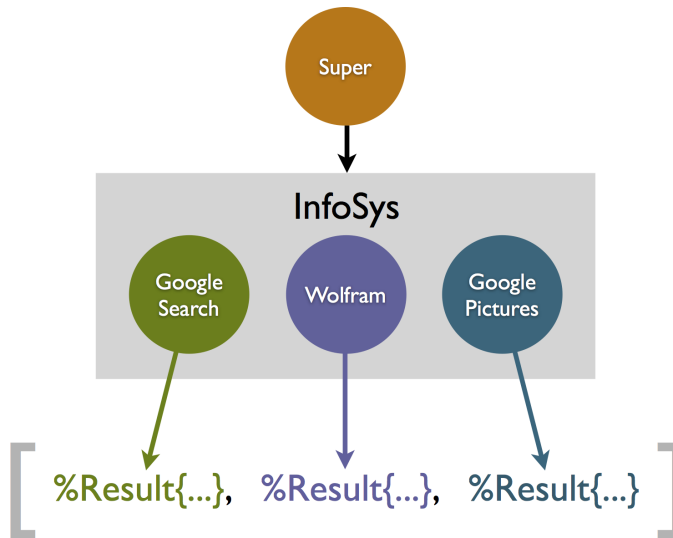 Super
InfoSys
Google
Search
Wolfram
Google
Pictures
[ %Result{...}, %Result{...}, %Result{...} ]